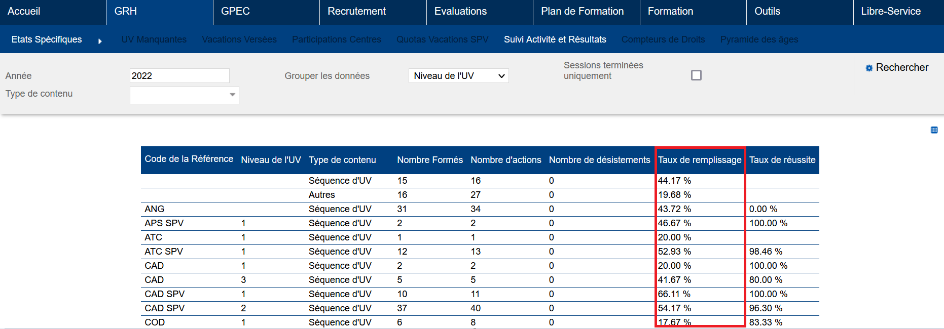 Accueil GRH GPEC Recrutement Evaluations Plan de Formation Formation Outils Libre-Service
Etats Spécifiques UV Manquantes Vacations Versées Participations Centres Quotas Vacations SPV Suivi Activité et Résultats Compteurs de Droits Pyramide des âges
Année 2022 Grouper les données Niveau de l'UV Sessions terminées uniquement Rechercher
Type de contenu
Code de la Référence Niveau de l'UV Type de contenu Nombre Formés Nombre d'actions Nombre de désistements Taux de remplissage Taux de réussite
Séquence d'UV 15 16 0 44.17 %
Autres 16 27 0 19.68 %
ANG Séquence d'UV 31 34 0 43.72 % 0.00 %
APS SPV 1 Séquence d'UV 2 2 0 46.67 % 100.00 %
ATC 1 Séquence d'UV 1 1 0 20.00 %
ATC SPV 1 Séquence d'UV 12 13 0 52.93 % 98.46 %
CAD 1 Séquence d'UV 2 2 0 20.00 % 100.00 %
CAD 3 Séquence d'UV 5 5 0 41.67 % 80.00 %
CAD SPV 1 Séquence d'UV 10 11 0 66.11 % 100.00 %
CAD SPV 2 Séquence d'UV 37 40 0 54.17 % 96.30 %
COD 1 Séquence d'UV 6 8 0 17.67 % 83.33 %